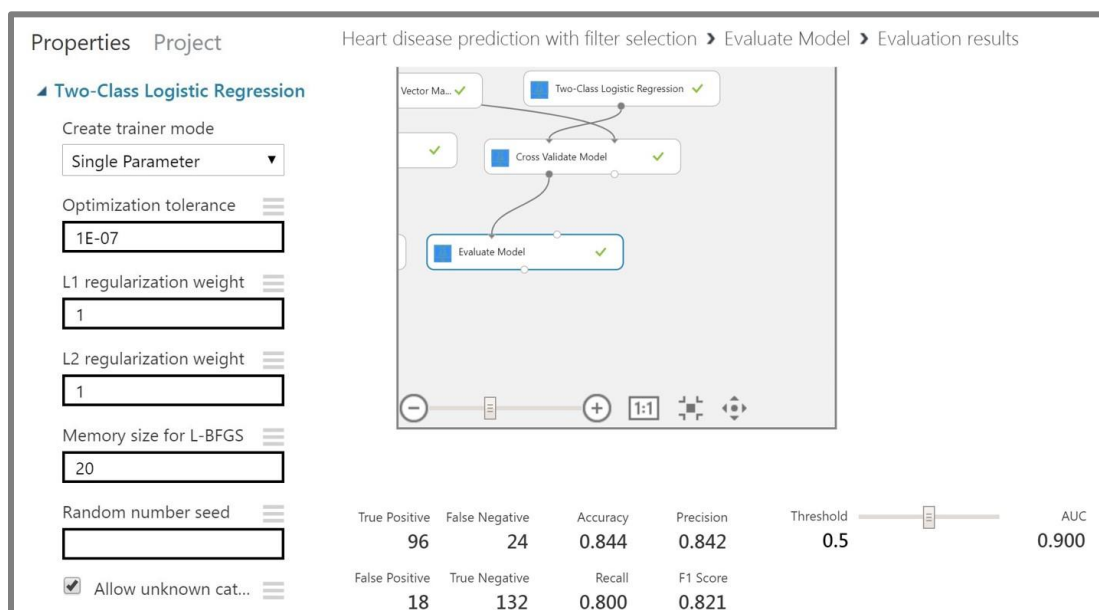 Properties Project
Heart disease prediction with filter selection ❯ Evaluate Model ❯ Evaluation results
Two-Class Logistic Regression
Create trainer mode
Single Parameter
Optimization tolerance
1E-07
L1 regularization weight
1
L2 regularization weight
1
Memory size for L-BFGS
20
Random number seed
Allow unknown cat...
Vector Ma...
Two-Class Logistic Regression
Cross Validate Model
Evaluate Model
1:1
True Positive False Negative Accuracy Precision Threshold AUC
96 24 0.844 0.842 0.5 0.900
False Positive True Negative Recall F1 Score
18 132 0.800 0.821